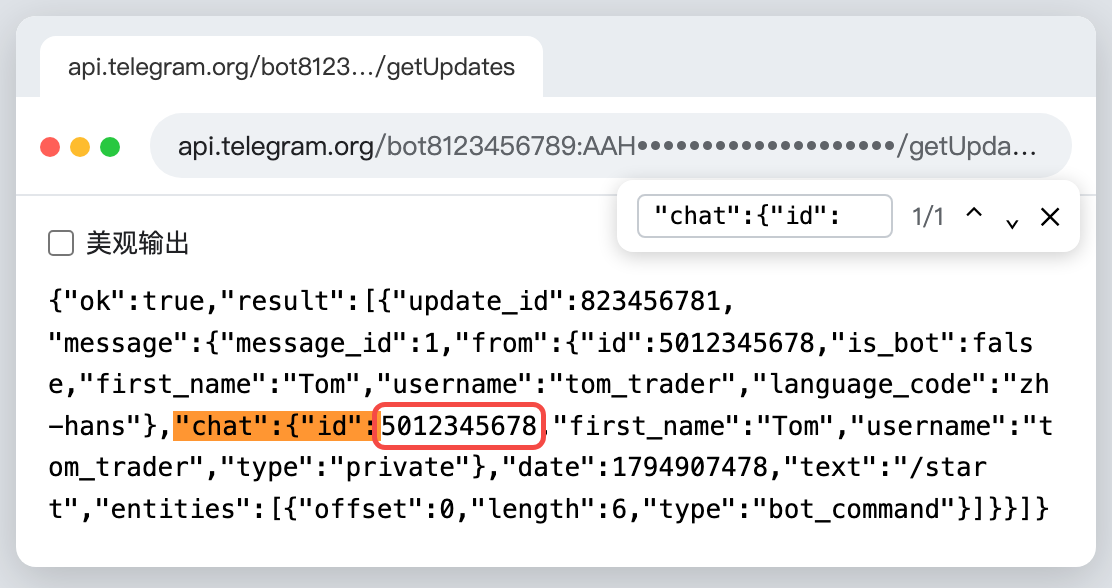 api.telegram.org/bot8123…/getUpdates
api.telegram.org/bot8123456789:AAH••••••••••••••••••••/getUpda…
"chat":{"id": 1/1
美观输出
{"ok":true,"result":[{"update_id":823456781,
"message":{"message_id":1,"from":{"id":5012345678,"is_bot":fals
e,"first_name":"Tom","username":"tom_trader","language_code":"zh
-hans"},"chat":{"id":5012345678,"first_name":"Tom","username":"t
om_trader","type":"private"},"date":1794907478,"text":"/star
t","entities":[{"offset":0,"length":6,"type":"bot_command"}]}}]}